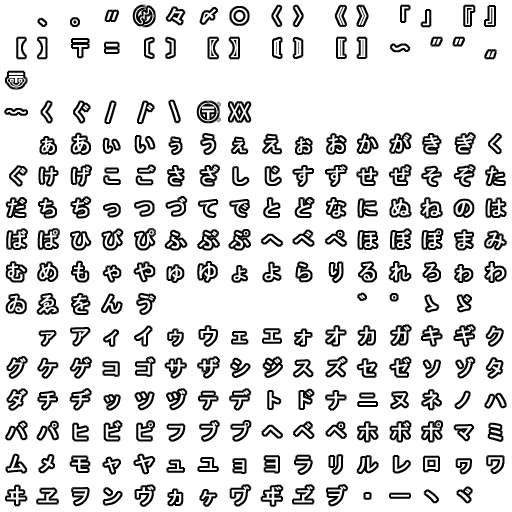 、 。 〃 〄 々 〆 〇 〈 〉 《 》 「 」 『 』
【 】 〒 〓 〔 〕 〖 〗 〘 〙 〚 〛 〜 〝 〞 〟
〠
〰 〱 〲 〳 〴 〵 〶 〷
ぁ あ ぃ い ぅ う ぇ え ぉ お か が き ぎ く
ぐ け げ こ ご さ ざ し じ す ず せ ぜ そ ぞ た
だ ち ぢ っ つ づ て で と ど な に ぬ ね の は
ば ぱ ひ び ぴ ふ ぶ ぷ へ べ ぺ ほ ぼ ぽ ま み
む め も ゃ や ゅ ゆ ょ よ ら り る れ ろ ゎ わ
ゐ ゑ を ん ゔ ゛ ゜ ゝ ゞ
ァ ア ィ イ ゥ ウ ェ エ ォ オ カ ガ キ ギ ク
グ ケ ゲ コ ゴ サ ザ シ ジ ス ズ セ ゼ ソ ゾ タ
ダ チ ヂ ッ ツ ヅ テ デ ト ド ナ ニ ヌ ネ ノ ハ
バ パ ヒ ビ ピ フ ブ プ ヘ ベ ペ ホ ボ ポ マ ミ
ム メ モ ャ ヤ ュ ユ ョ ヨ ラ リ ル レ ロ ヮ ワ
ヰ ヱ ヲ ン ヴ ヵ ヶ ヷ ヸ ヹ ヺ ・ ー ヽ ヾ